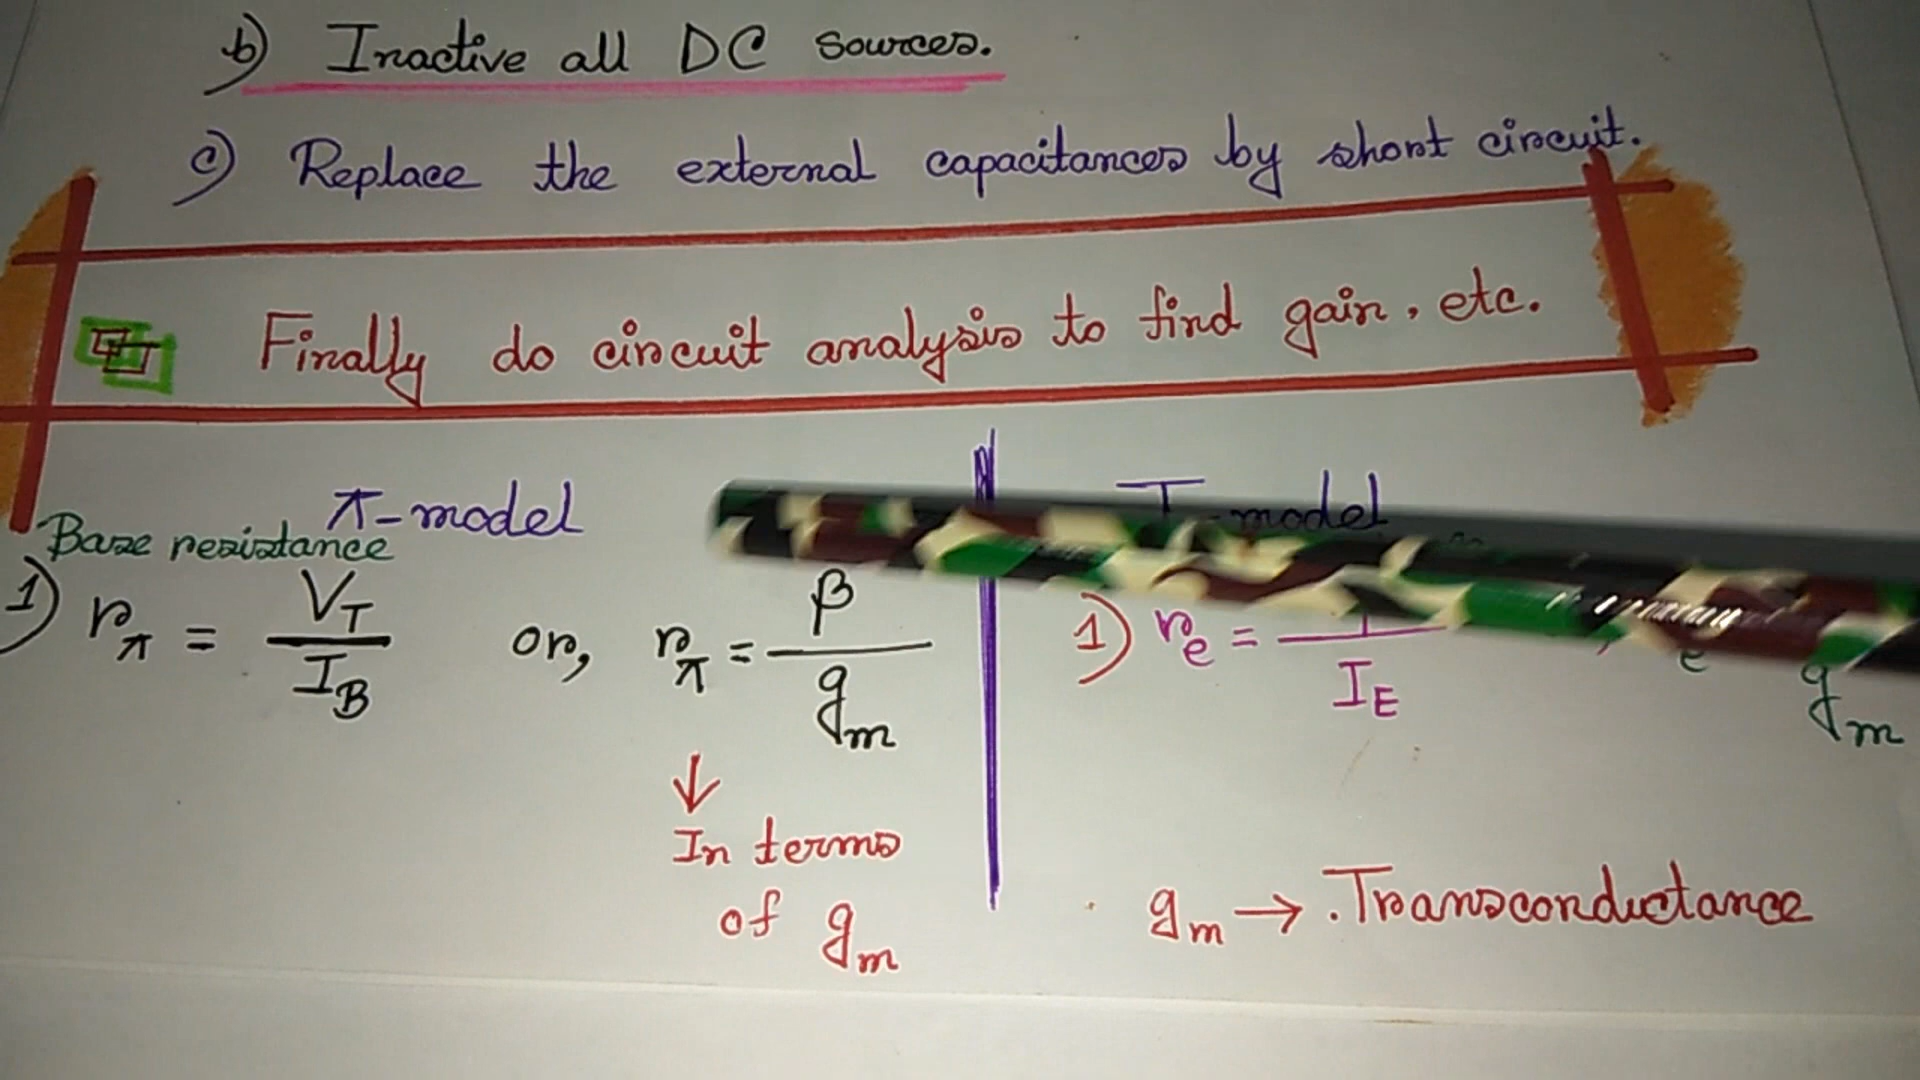 b) Inactive all DC sources.
c) Replace the external capacitances by short circuit.
Finally do circuit analysis to find gain, etc.
π-model
Base resistance
1) rπ = VT / IB or, rπ = β / gm
↓
In terms
of gm
T-model
1) re = / IE
e gm
gm → Transconductance